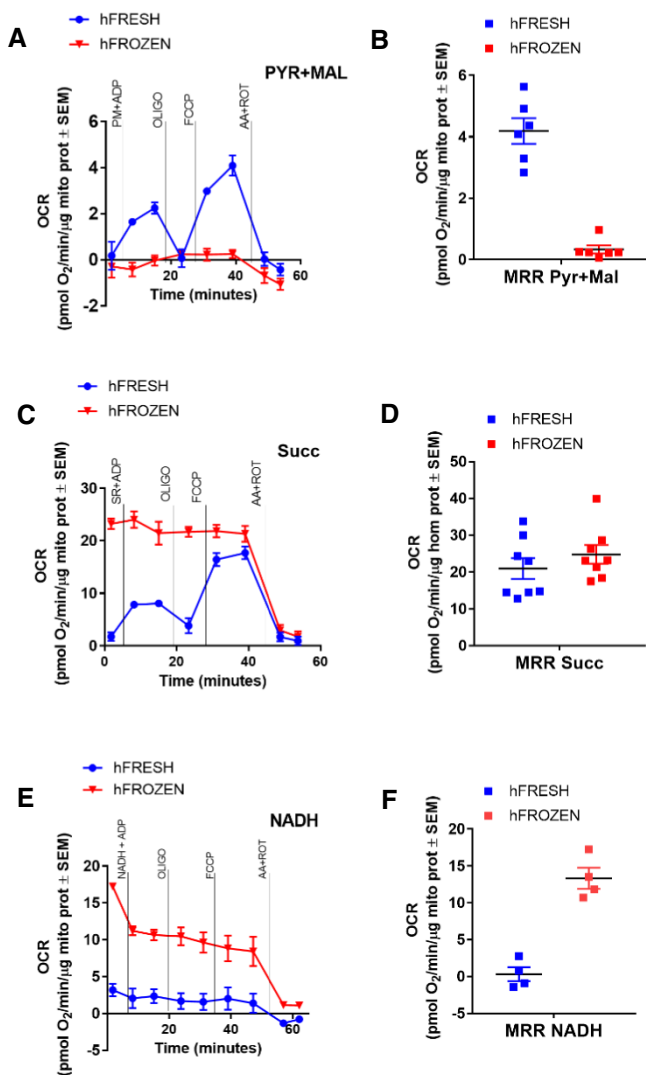 A
hFRESH
hFROZEN
PYR+MAL
PM+ADP
OLIGO
FCCP
AA+ROT
OCR
(pmol O₂/min/μg mito prot ± SEM)
6
4
2
0
-2
20
40
60
Time (minutes)
B
hFRESH
hFROZEN
OCR
(pmol O₂/min/μg mito prot ± SEM)
6
4
2
0
MRR Pyr+Mal
C
hFRESH
hFROZEN
Succ
SR+ADP
OLIGO
FCCP
AA+ROT
OCR
(pmol O₂/min/μg mito prot ± SEM)
30
20
10
0
0
20
40
60
Time (minutes)
D
hFRESH
hFROZEN
OCR
(pmol O₂/min/μg hom prot ± SEM)
50
40
30
20
10
0
MRR Succ
E
hFRESH
hFROZEN
NADH
NADH + ADP
OLIGO
FCCP
AA+ROT
OCR
(pmol O₂/min/μg mito prot ± SEM)
20
15
10
5
0
-5
20
40
60
Time (minutes)
F
hFRESH
hFROZEN
OCR
(pmol O₂/min/μg mito prot ± SEM)
20
15
10
5
0
-5
MRR NADH